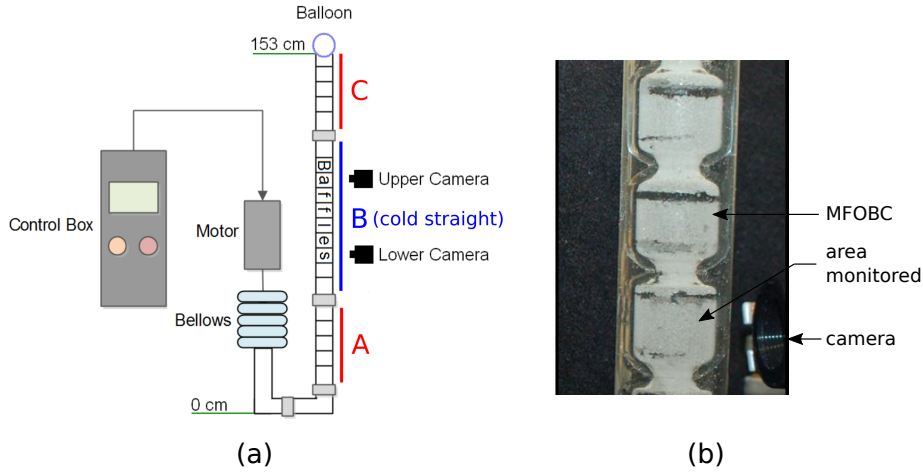 Balloon
153 cm
C
Baffles
Upper Camera
B (cold straight)
Control Box
Motor
Lower Camera
Bellows
A
0 cm
(a)
MFOBC
area
monitored
camera
(b)